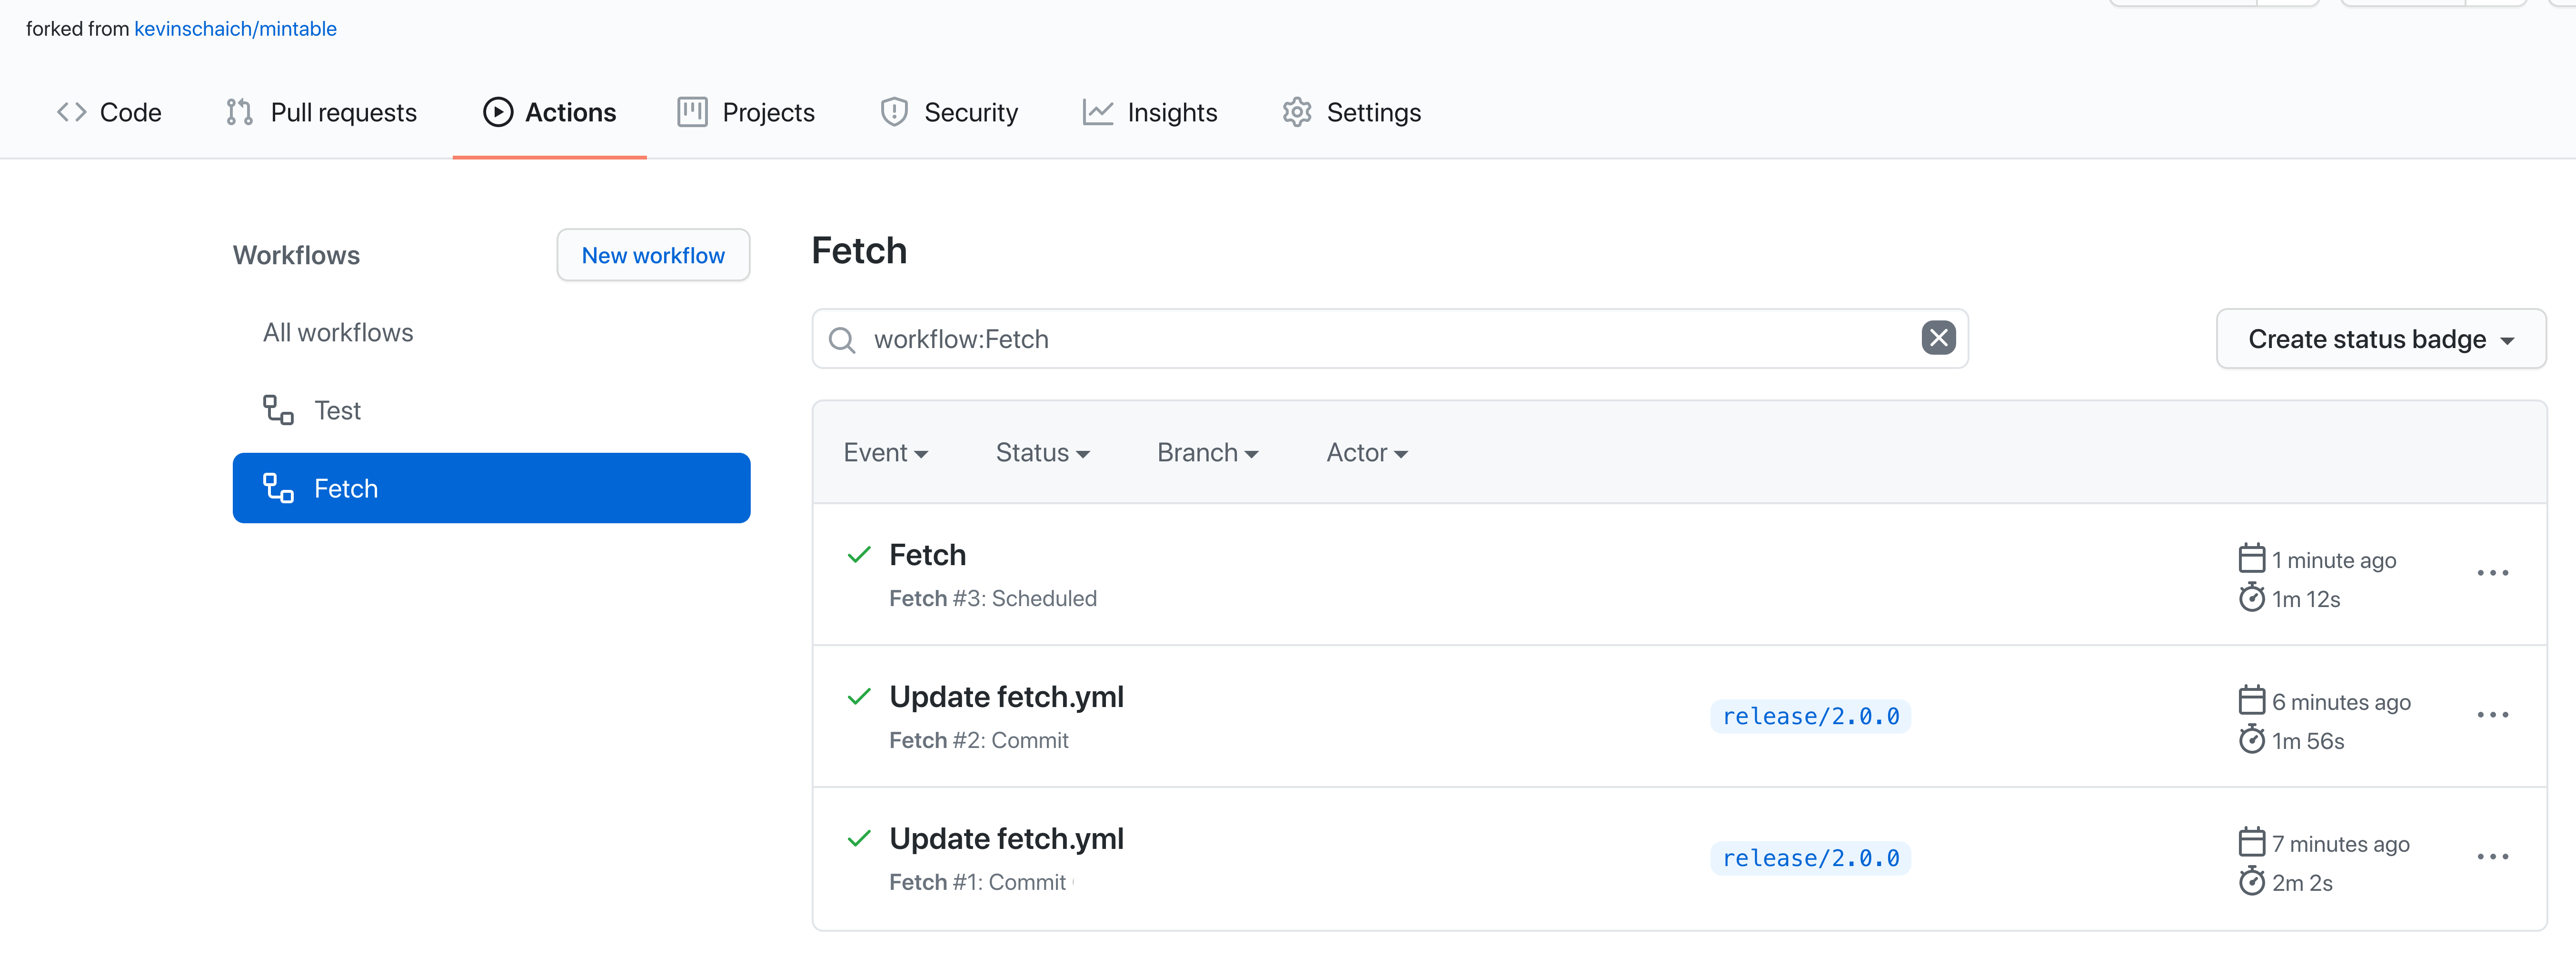 forked from kevinschaich/mintable
Code Pull requests Actions Projects Security Insights Settings
Workflows
New workflow
All workflows
Test
Fetch
Fetch
workflow:Fetch
Create status badge
Event Status Branch Actor
Fetch
Fetch #3: Scheduled
1 minute ago
1m 12s
Update fetch.yml
Fetch #2: Commit
release/2.0.0
6 minutes ago
1m 56s
Update fetch.yml
Fetch #1: Commit
release/2.0.0
7 minutes ago
2m 2s